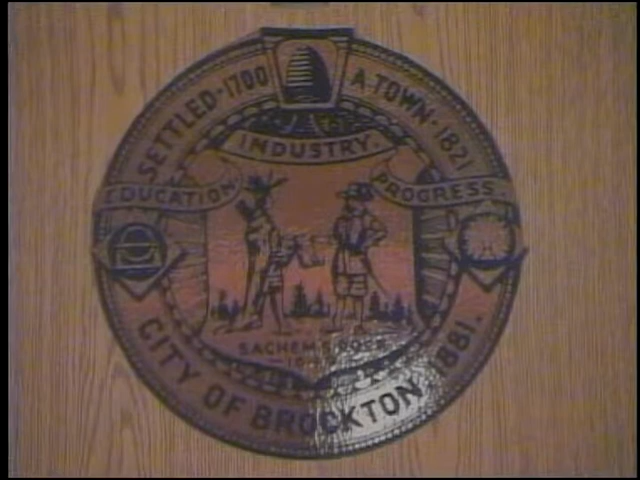 SETTLED · 1700
A TOWN · 1821
INDUSTRY.
EDUCATION
PROGRESS.
SACHEM'S ROCK
CITY OF BROCKTON 1881.